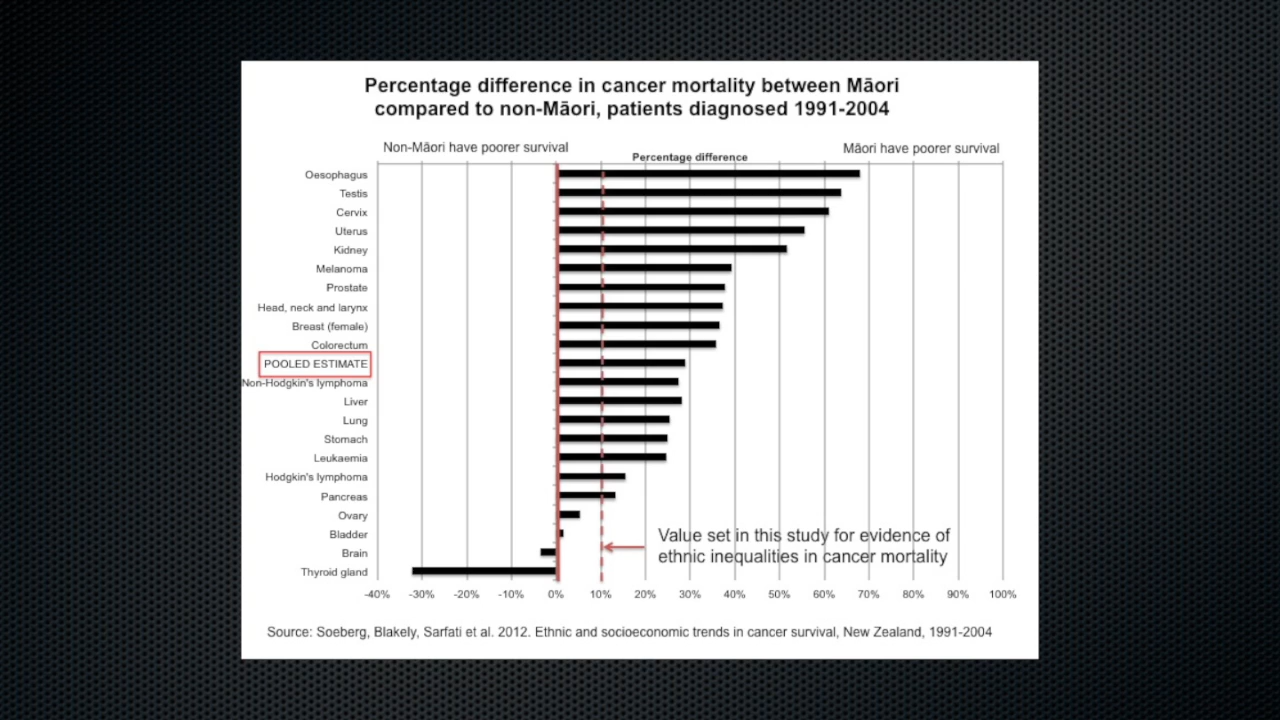 Percentage difference in cancer mortality between Māori
compared to non-Māori, patients diagnosed 1991-2004
Non-Māori have poorer survival
Māori have poorer survival
Percentage difference
Oesophagus
Testis
Cervix
Uterus
Kidney
Melanoma
Prostate
Head, neck and larynx
Breast (female)
Colorectum
POOLED ESTIMATE
Non-Hodgkin's lymphoma
Liver
Lung
Stomach
Leukaemia
Hodgkin's lymphoma
Pancreas
Ovary
Bladder
Brain
Thyroid gland
Value set in this study for evidence of
ethnic inequalities in cancer mortality
-40% -30% -20% -10% 0% 10% 20% 30% 40% 50% 60% 70% 80% 90% 100%
Source: Soeberg, Blakely, Sarfati et al. 2012. Ethnic and socioeconomic trends in cancer survival, New Zealand, 1991-2004